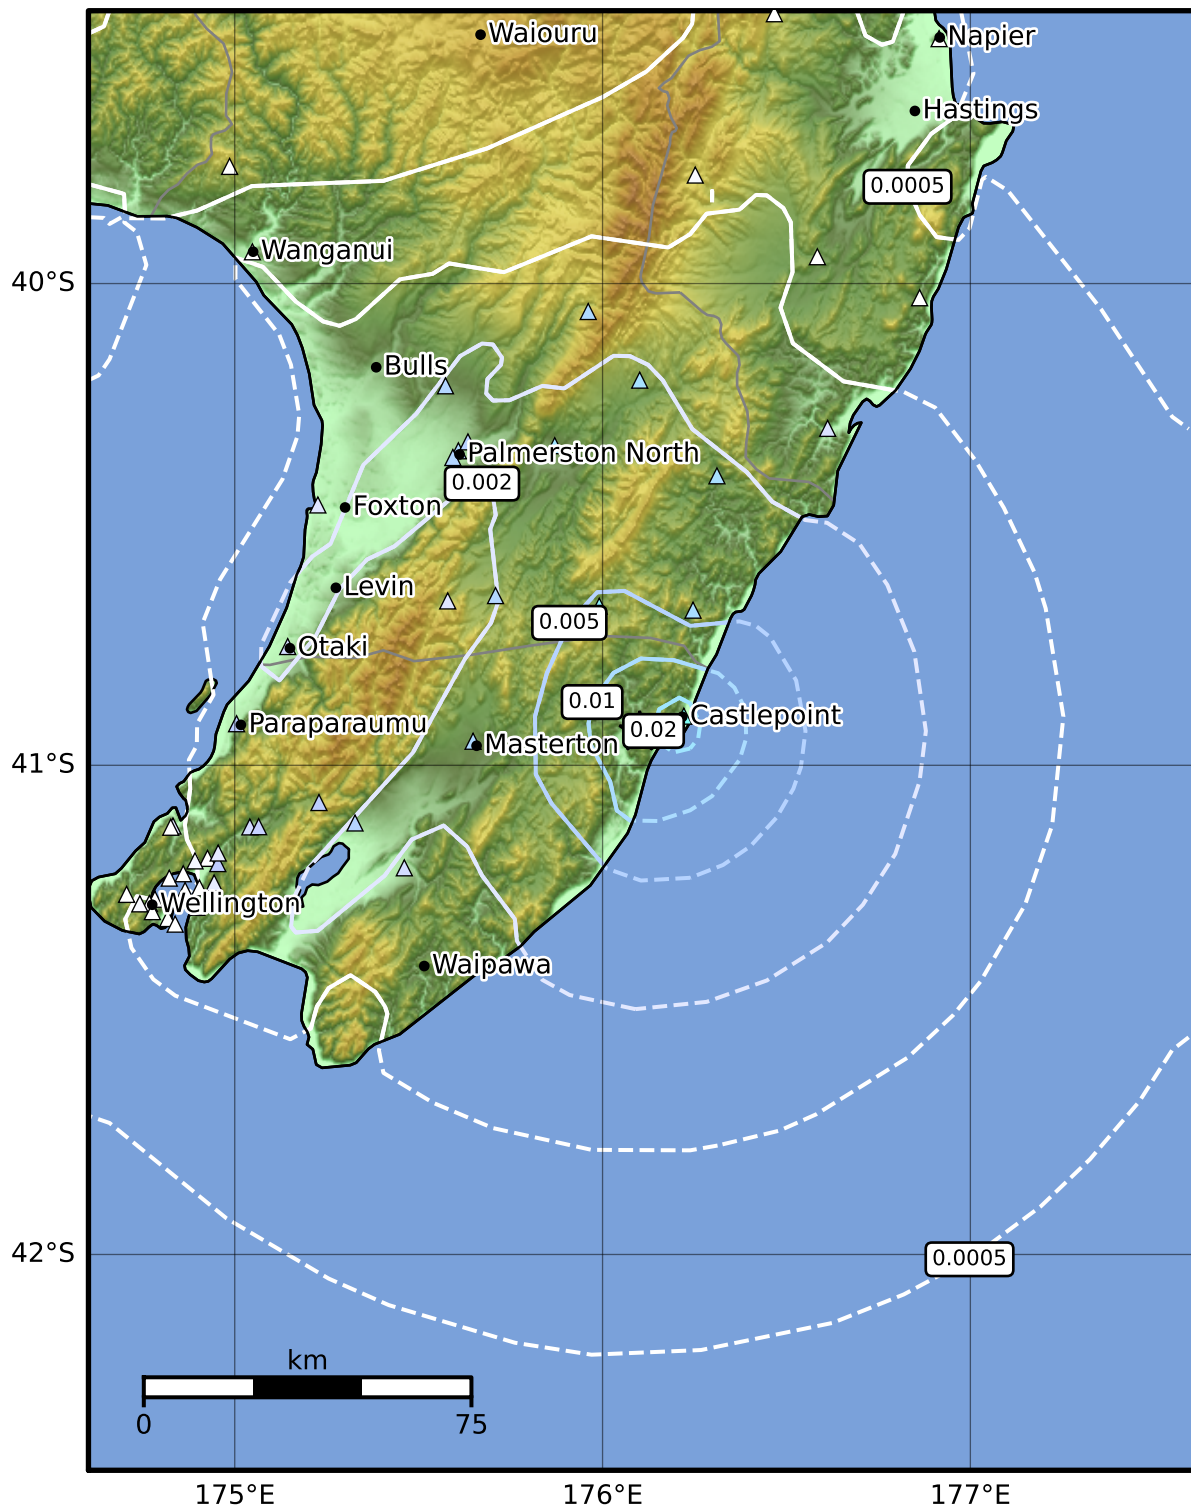 Waiouru
Napier
Hastings
0.0005
Wanganui
40°S
Bulls
Palmerston North
0.002
Foxton
Levin
0.005
Otaki
0.01
Castlepoint
Paraparaumu
0.02
Masterton
41°S
Wellington
Waipawa
42°S
0.0005
km
0
75
175°E
176°E
177°E